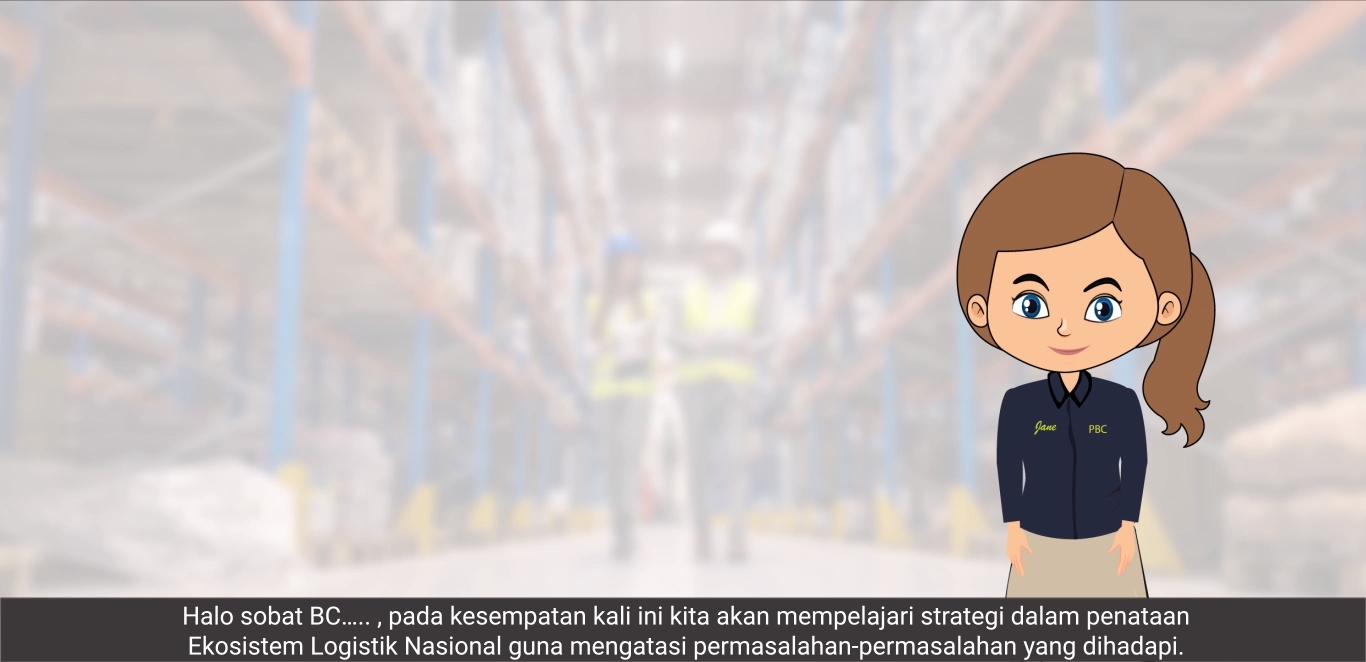 Jane PBC
Halo sobat BC..... , pada kesempatan kali ini kita akan mempelajari strategi dalam penataan
Ekosistem Logistik Nasional guna mengatasi permasalahan-permasalahan yang dihadapi.